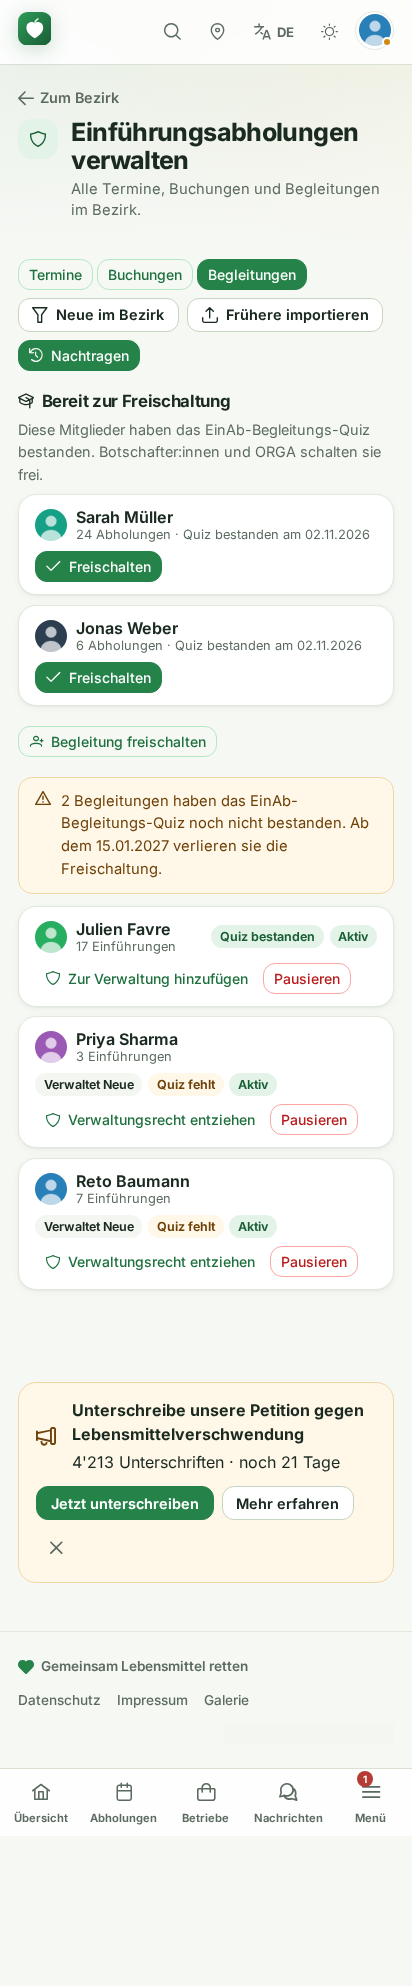 DE
Zum Bezirk
Einführungsabholungen
verwalten
Alle Termine, Buchungen und Begleitungen
im Bezirk.
Termine Buchungen Begleitungen
Neue im Bezirk Frühere importieren
Nachtragen
Bereit zur Freischaltung
Diese Mitglieder haben das EinAb-Begleitungs-Quiz
bestanden. Botschafter:innen und ORGA schalten sie
frei.
Sarah Müller
24 Abholungen · Quiz bestanden am 02.11.2026
Freischalten
Jonas Weber
6 Abholungen · Quiz bestanden am 02.11.2026
Freischalten
Begleitung freischalten
2 Begleitungen haben das EinAb-
Begleitungs-Quiz noch nicht bestanden. Ab
dem 15.01.2027 verlieren sie die
Freischaltung.
Julien Favre
17 Einführungen
Quiz bestanden Aktiv
Zur Verwaltung hinzufügen Pausieren
Priya Sharma
3 Einführungen
Verwaltet Neue Quiz fehlt Aktiv
Verwaltungsrecht entziehen Pausieren
Reto Baumann
7 Einführungen
Verwaltet Neue Quiz fehlt Aktiv
Verwaltungsrecht entziehen Pausieren
Unterschreibe unsere Petition gegen
Lebensmittelverschwendung
4'213 Unterschriften · noch 21 Tage
Jetzt unterschreiben Mehr erfahren
Gemeinsam Lebensmittel retten
Datenschutz Impressum Galerie
1
Übersicht Abholungen Betriebe Nachrichten Menü